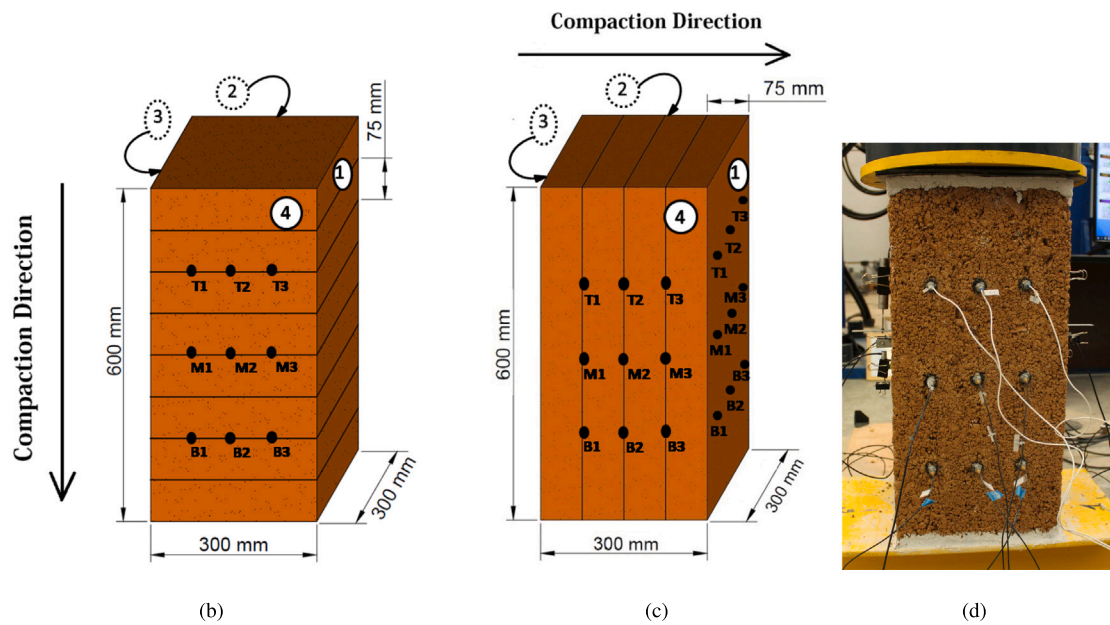 Compaction Direction
2
3
75 mm
1
4
T1 T2 T3
M1 M2 M3
B1 B2 B3
600 mm
300 mm
300 mm
(b)
Compaction Direction
2
3
75 mm
1
4
T3
T2
T1
T1 T2 T3
M3
M2
M1
M1 M2 M3
B3
B2
B1
B1 B2 B3
600 mm
300 mm
300 mm
(c)
(d)